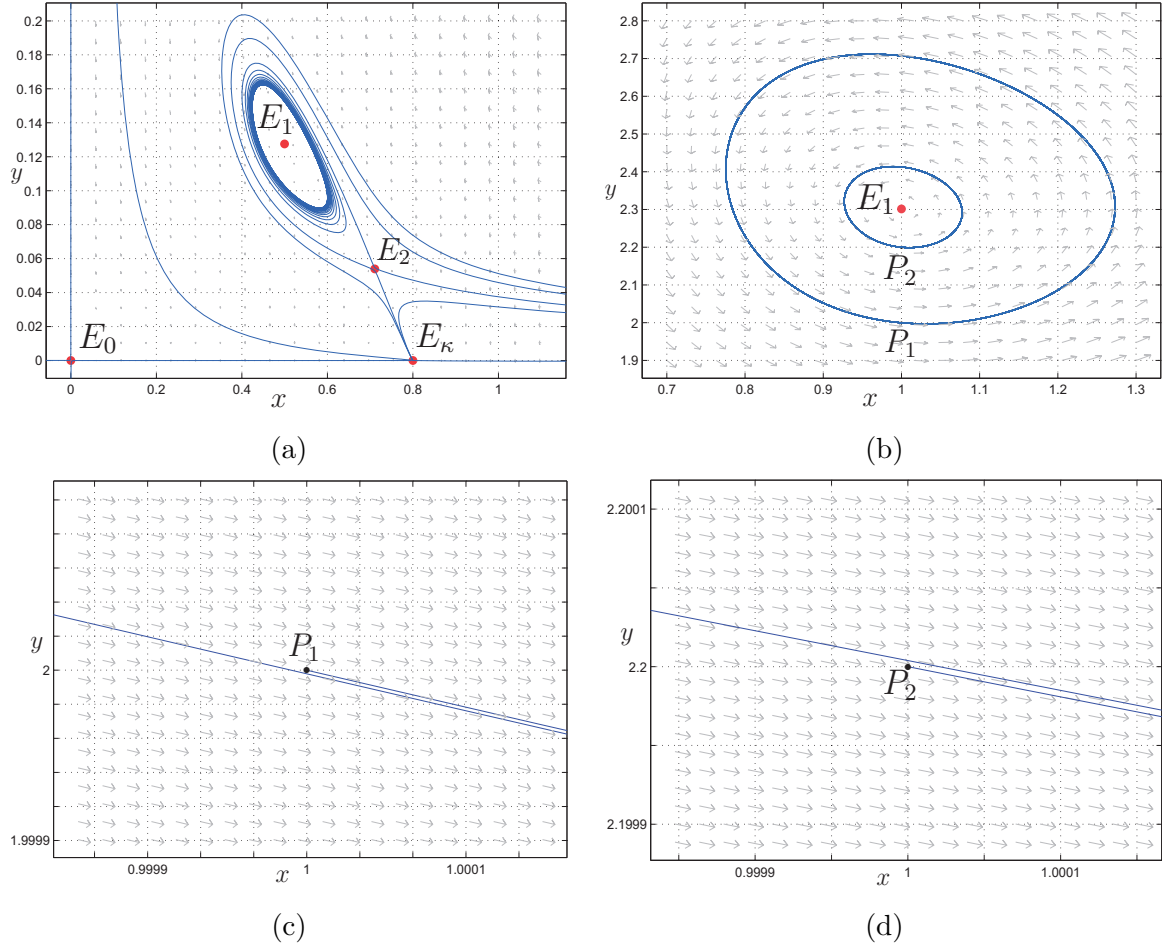 0.2
0.18
0.16
0.14
y
0.12
0.1
0.08
0.06
0.04
0.02
0
E₁
E₂
E₀
Eκ
0 0.2 0.4 0.6 0.8 1
x
(a)
2.8
2.7
2.6
2.5
2.4
y
2.3
2.2
2.1
2
1.9
E₁
P₂
P₁
0.7 0.8 0.9 1 1.1 1.2 1.3
x
(b)
y
2
1.9999
P₁
0.9999 1 1.0001
x
(c)
2.2001
y
2.2
2.1999
P₂
0.9999 1 1.0001
x
(d)